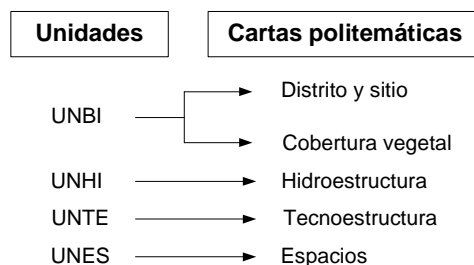 Unidades Cartas politemáticas
Distrito y sitio
UNBI
Cobertura vegetal
UNHI Hidroestructura
UNTE Tecnoestructura
UNES Espacios